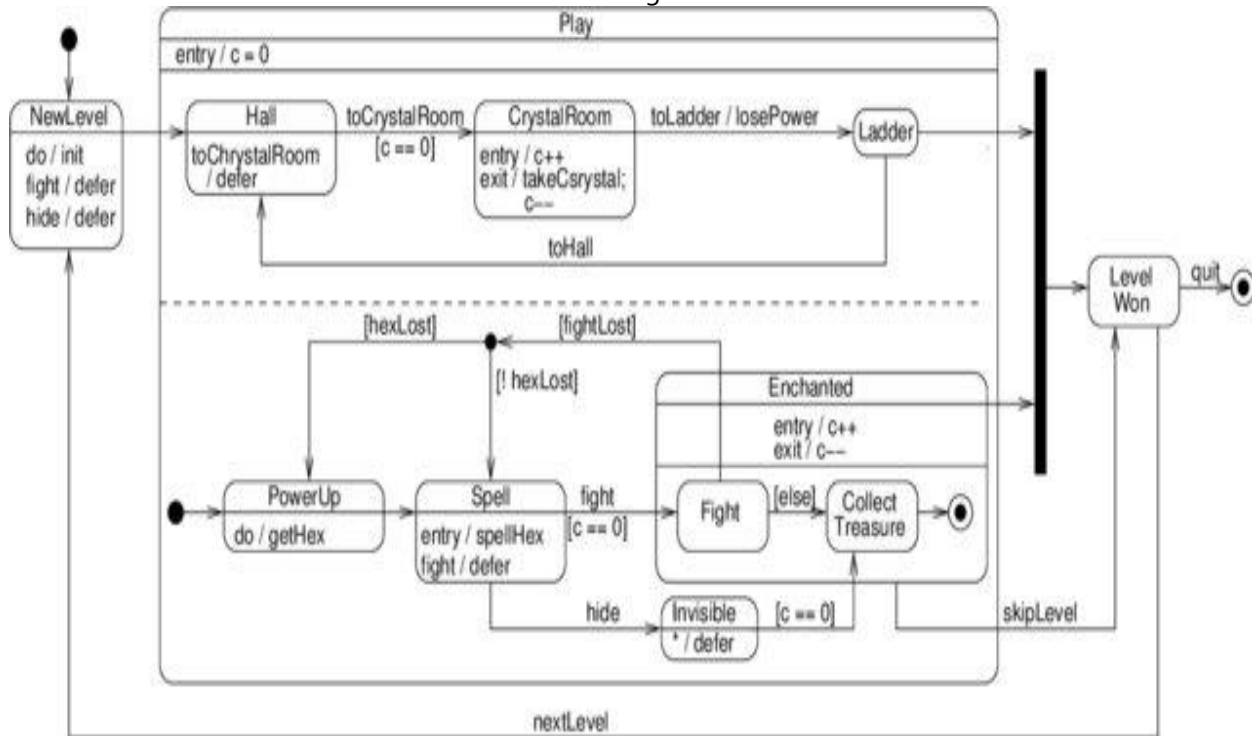 Play
entry / c = 0
NewLevel
do / init
fight / defer
hide / defer
Hall
toChrystalRoom
/ defer
toCrystalRoom
[c == 0]
CrystalRoom
entry / c++
exit / takeCsrystal;
c--
toLadder / losePower
Ladder
toHall
Level
Won
quit
[hexLost]
[fightLost]
[! hexLost]
Enchanted
entry / c++
exit / c--
PowerUp
do / getHex
Spell
entry / spellHex
fight / defer
fight
[c == 0]
Fight
[else]
Collect
Treasure
hide
Invisible
* / defer
[c == 0]
skipLevel
nextLevel